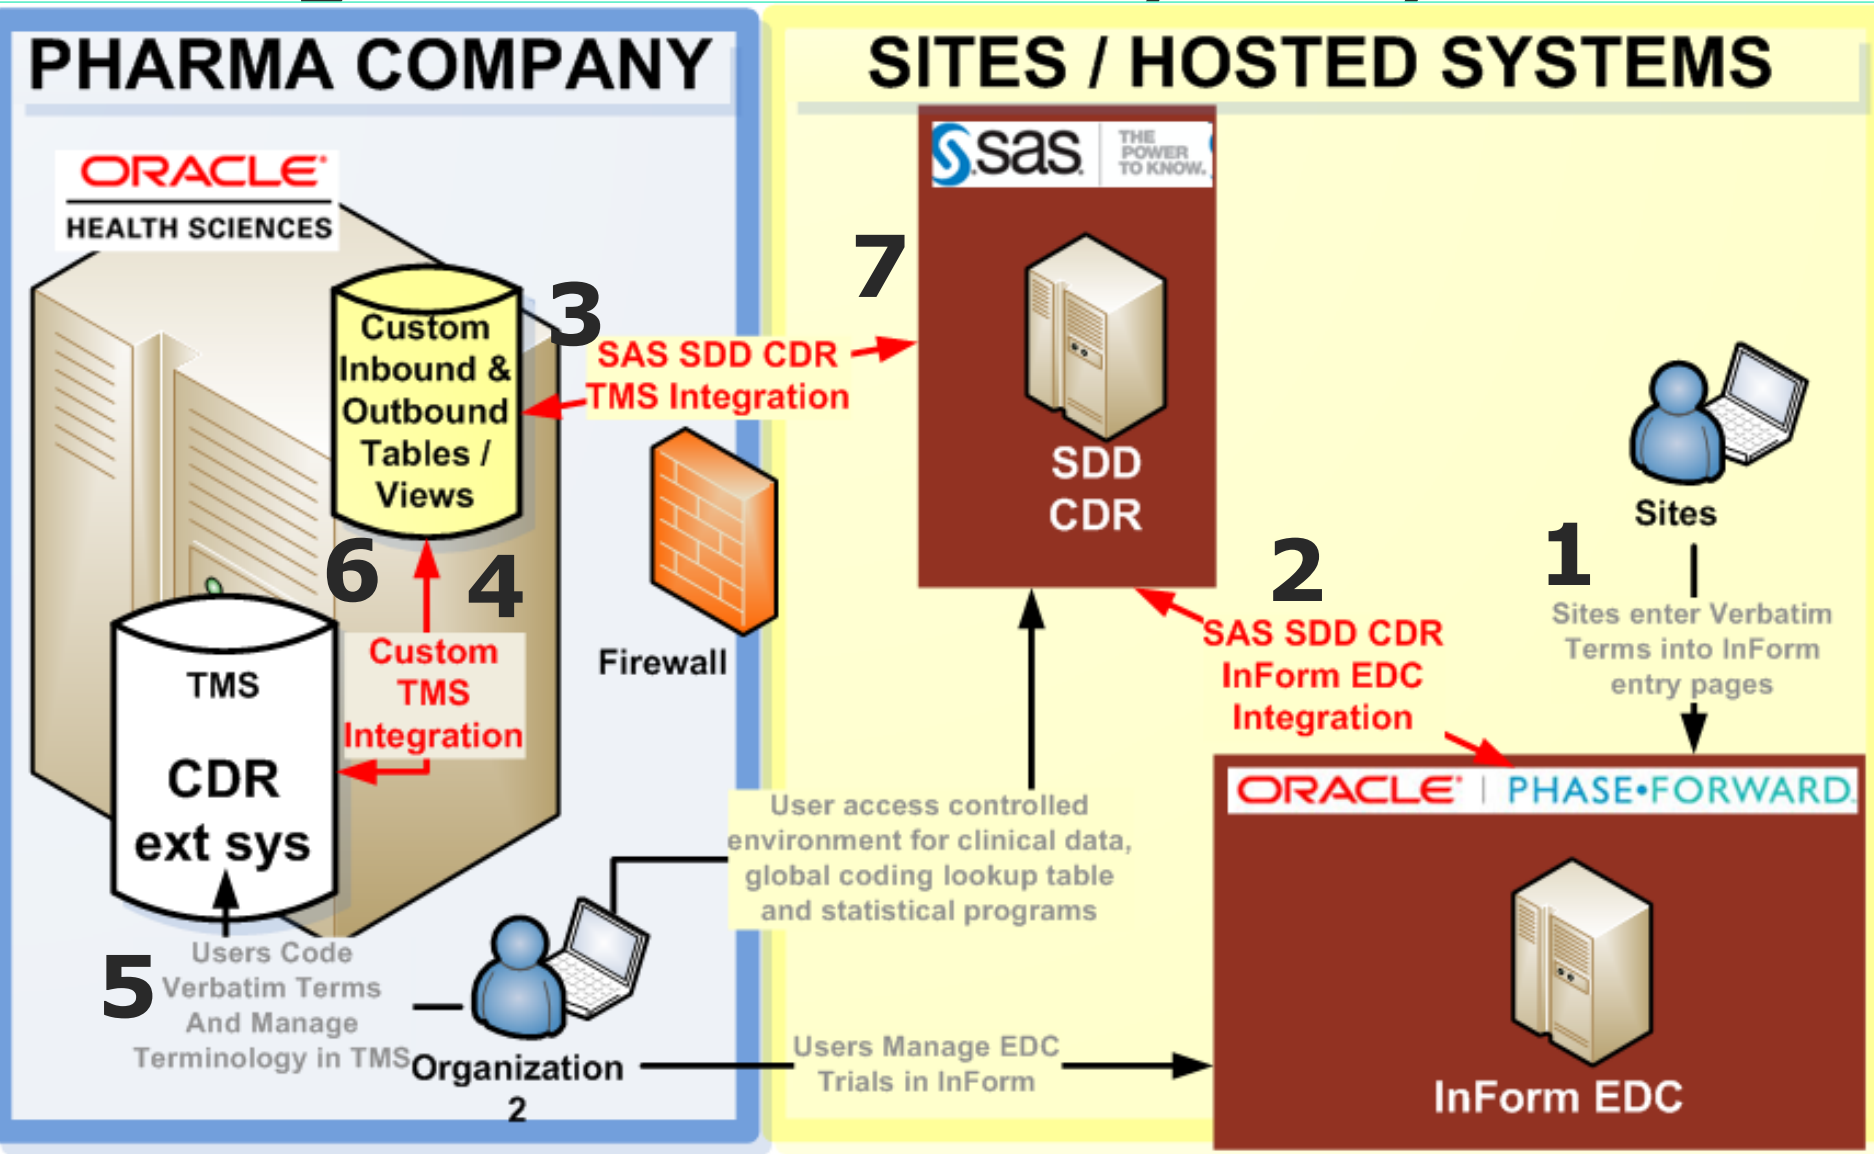 PHARMA COMPANY
SITES / HOSTED SYSTEMS
ORACLE
HEALTH SCIENCES
sas
THE
POWER
TO KNOW.
7
3
Custom
Inbound &
Outbound
Tables /
Views
SAS SDD CDR
TMS Integration
SDD
CDR
Sites
1
Sites enter Verbatim
Terms into InForm
entry pages
2
SAS SDD CDR
InForm EDC
Integration
6
4
Custom
TMS
Integration
Firewall
TMS
CDR
ext sys
ORACLE | PHASE•FORWARD
User access controlled
environment for clinical data,
global coding lookup table
and statistical programs
5
Users Code
Verbatim Terms
And Manage
Terminology in TMS
Organization
2
Users Manage EDC
Trials in InForm
InForm EDC